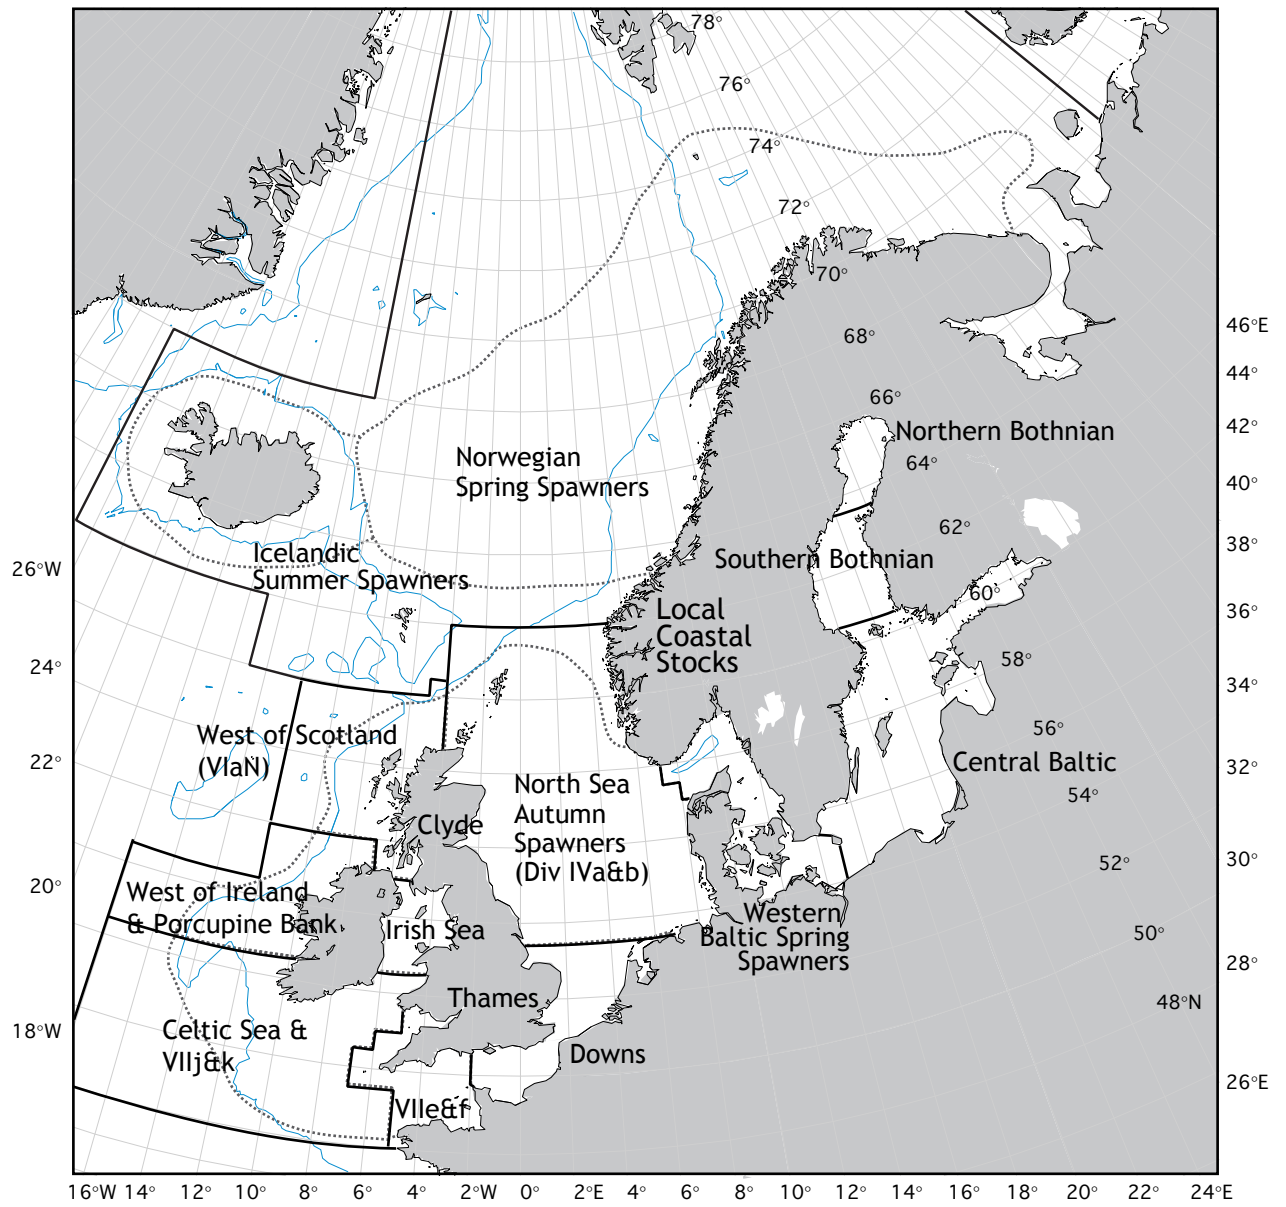 78°
76°
74°
72°
70°
68°
66°
64°
62°
60°
58°
56°
54°
52°
50°
48°N
46°E
44°
42°
40°
38°
36°
34°
32°
30°
28°
26°E
26°W
24°
22°
20°
18°W
Northern Bothnian
Norwegian
Spring Spawners
Southern Bothnian
Icelandic
Summer Spawners
Local
Coastal
Stocks
West of Scotland
(VIaN)
Central Baltic
North Sea
Autumn
Spawners
(Div IVa&b)
Clyde
West of Ireland
& Porcupine Bank
Irish Sea
Western
Baltic Spring
Spawners
Thames
Celtic Sea &
VIIj&k
Downs
VIIe&f
16°W 14° 12° 10° 8° 6° 4° 2°W 0° 2°E 4° 6° 8° 10° 12° 14° 16° 18° 20° 22° 24°E